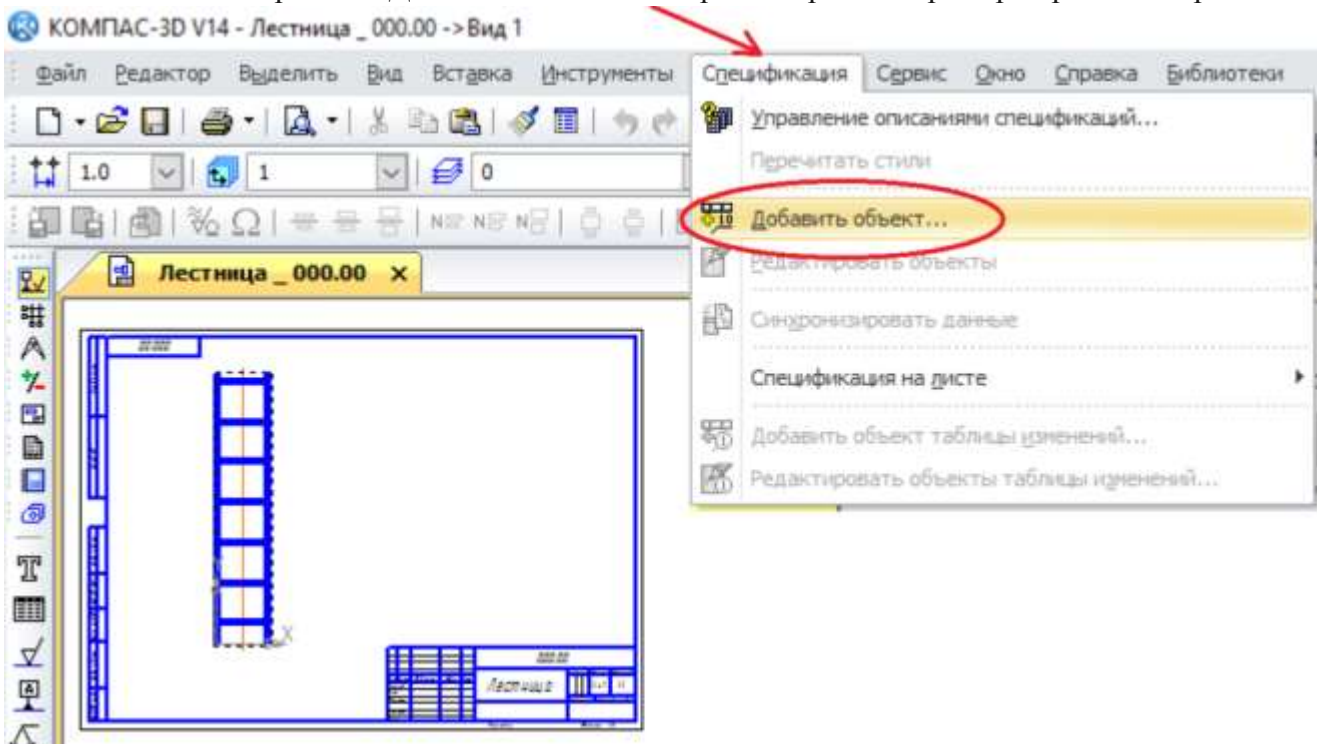 КОМПАС-3D V14 - Лестница _ 000.00 ->Вид 1
Файл Редактор Выделить Вид Вставка Инструменты Спецификация Сервис Окно Справка Библиотеки
Управление описаниями спецификаций...
Перечитать стили
1.0 1 0
Добавить объект...
Редактировать объекты
Лестница _ 000.00 X
Синхронизировать данные
Спецификация на листе
Добавить объект таблицы изменений...
Редактировать объекты таблицы изменений...
X
000.00
Лестница